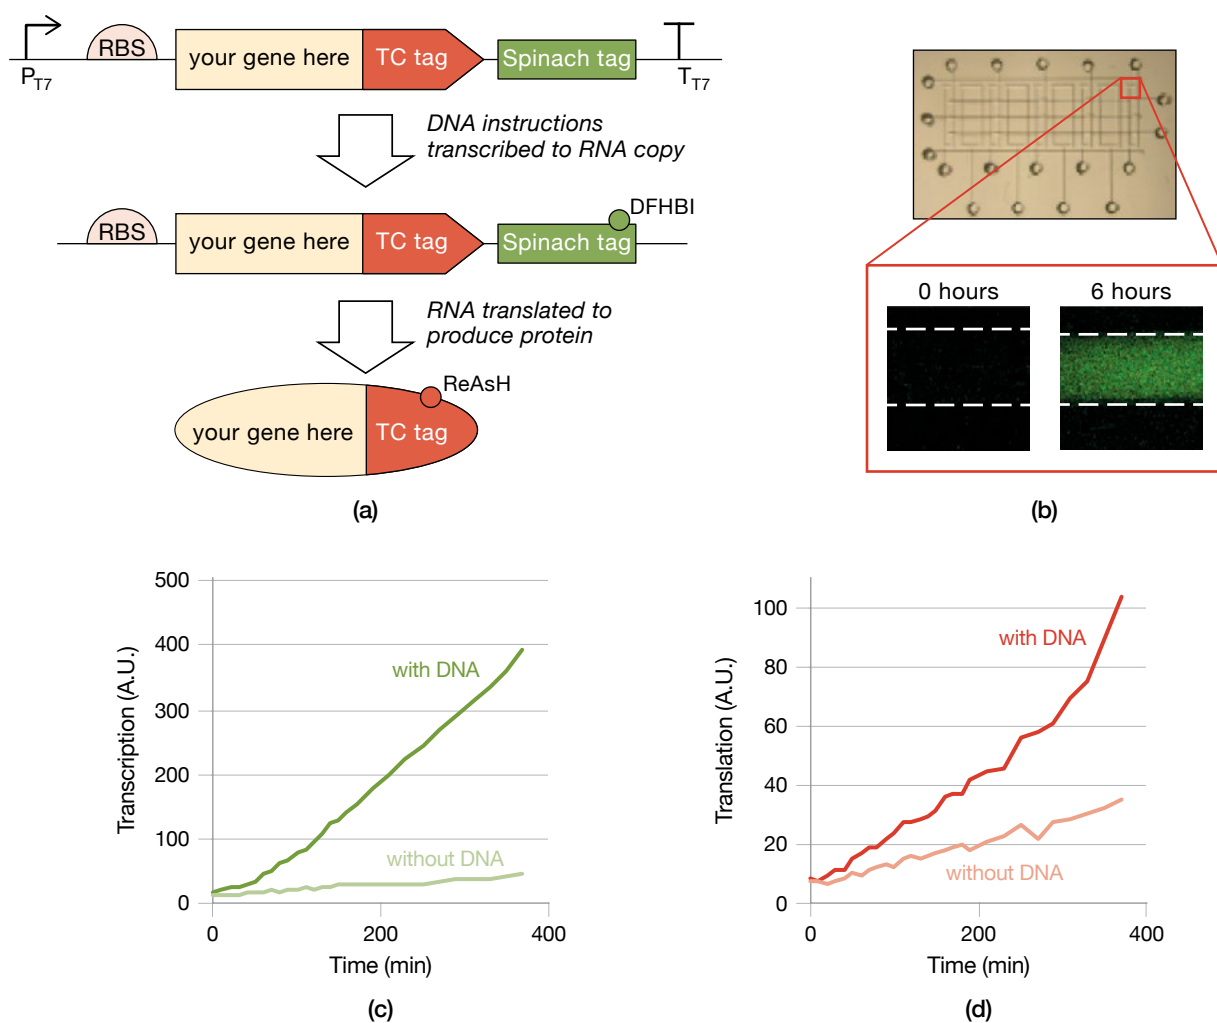 RBS
your gene here
TC tag
Spinach tag
P_T7
T_T7
DNA instructions
transcribed to RNA copy
DFHBI
RBS
your gene here
TC tag
Spinach tag
RNA translated to
produce protein
ReAsH
your gene here
TC tag
(a)
0 hours
6 hours
(b)
500
400
300
200
100
0
with DNA
without DNA
Transcription (A.U.)
0
200
400
Time (min)
(c)
100
80
60
40
20
0
with DNA
without DNA
Translation (A.U.)
0
200
400
Time (min)
(d)